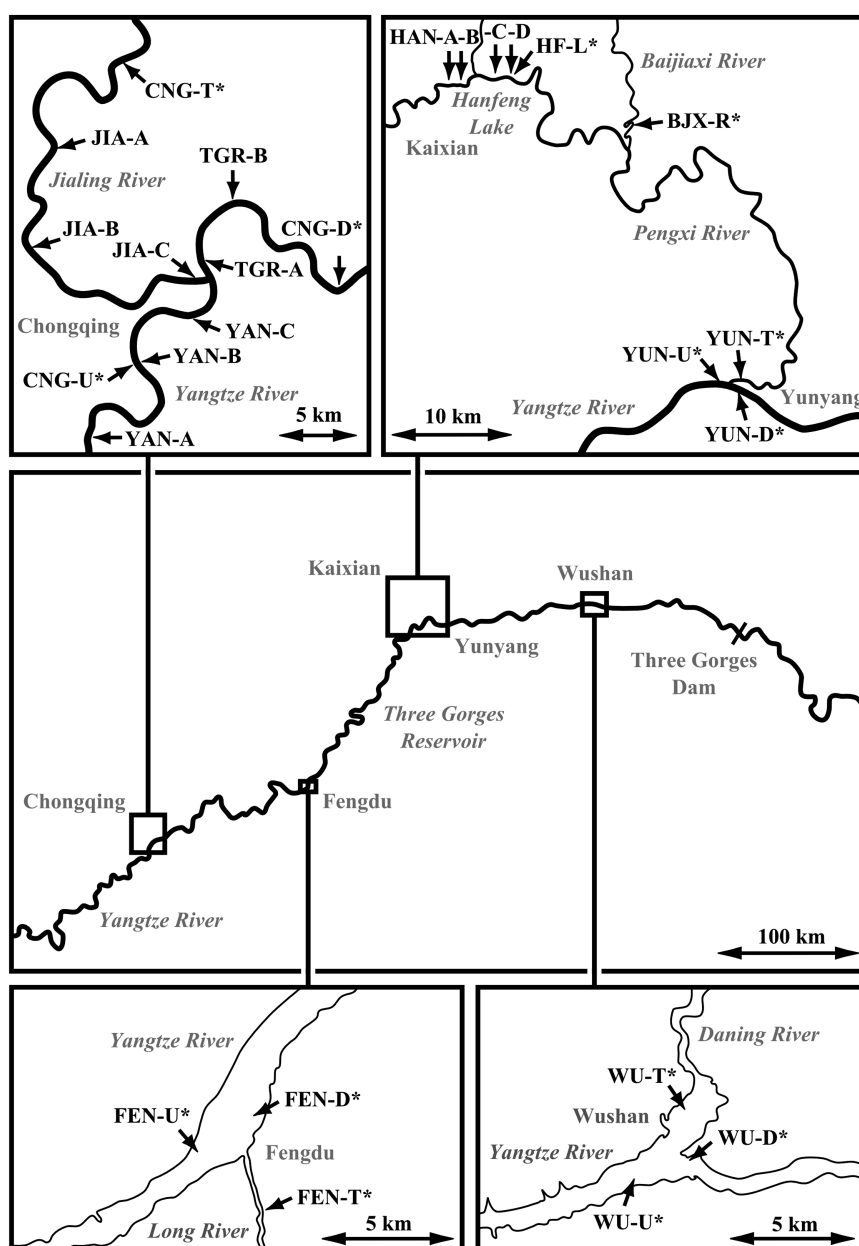 CNG-T*
JIA-A
TGR-B
Jialing River
JIA-B
CNG-D*
JIA-C
TGR-A
Chongqing
YAN-C
YAN-B
CNG-U*
Yangtze River
5 km
YAN-A
HAN-A-B
-C-D
HF-L*
Baijiaxi River
Hanfeng
Lake
BJX-R*
Kaixian
Pengxi River
YUN-T*
YUN-U*
Yunyang
Yangtze River
10 km
YUN-D*
Kaixian
Wushan
Yunyang
Three Gorges
Dam
Three Gorges
Reservoir
Chongqing
Fengdu
Yangtze River
100 km
Yangtze River
FEN-D*
FEN-U*
Fengdu
FEN-T*
Long River
5 km
Daning River
WU-T*
Wushan
WU-D*
Yangtze River
WU-U*
5 km